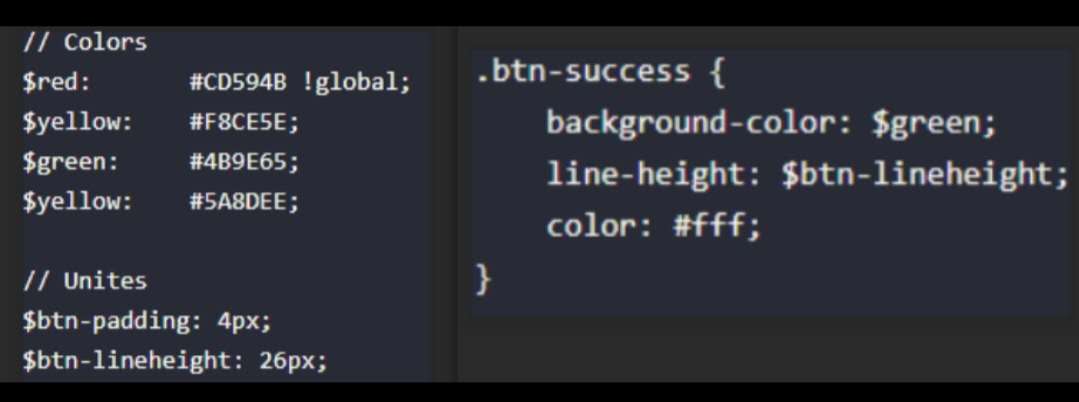 // Colors
$red: #CD594B !global;
$yellow: #F8CE5E;
$green: #4B9E65;
$yellow: #5A8DEE;
// Unites
$btn-padding: 4px;
$btn-lineheight: 26px;
.btn-success {
background-color: $green;
line-height: $btn-lineheight;
color: #fff;
}